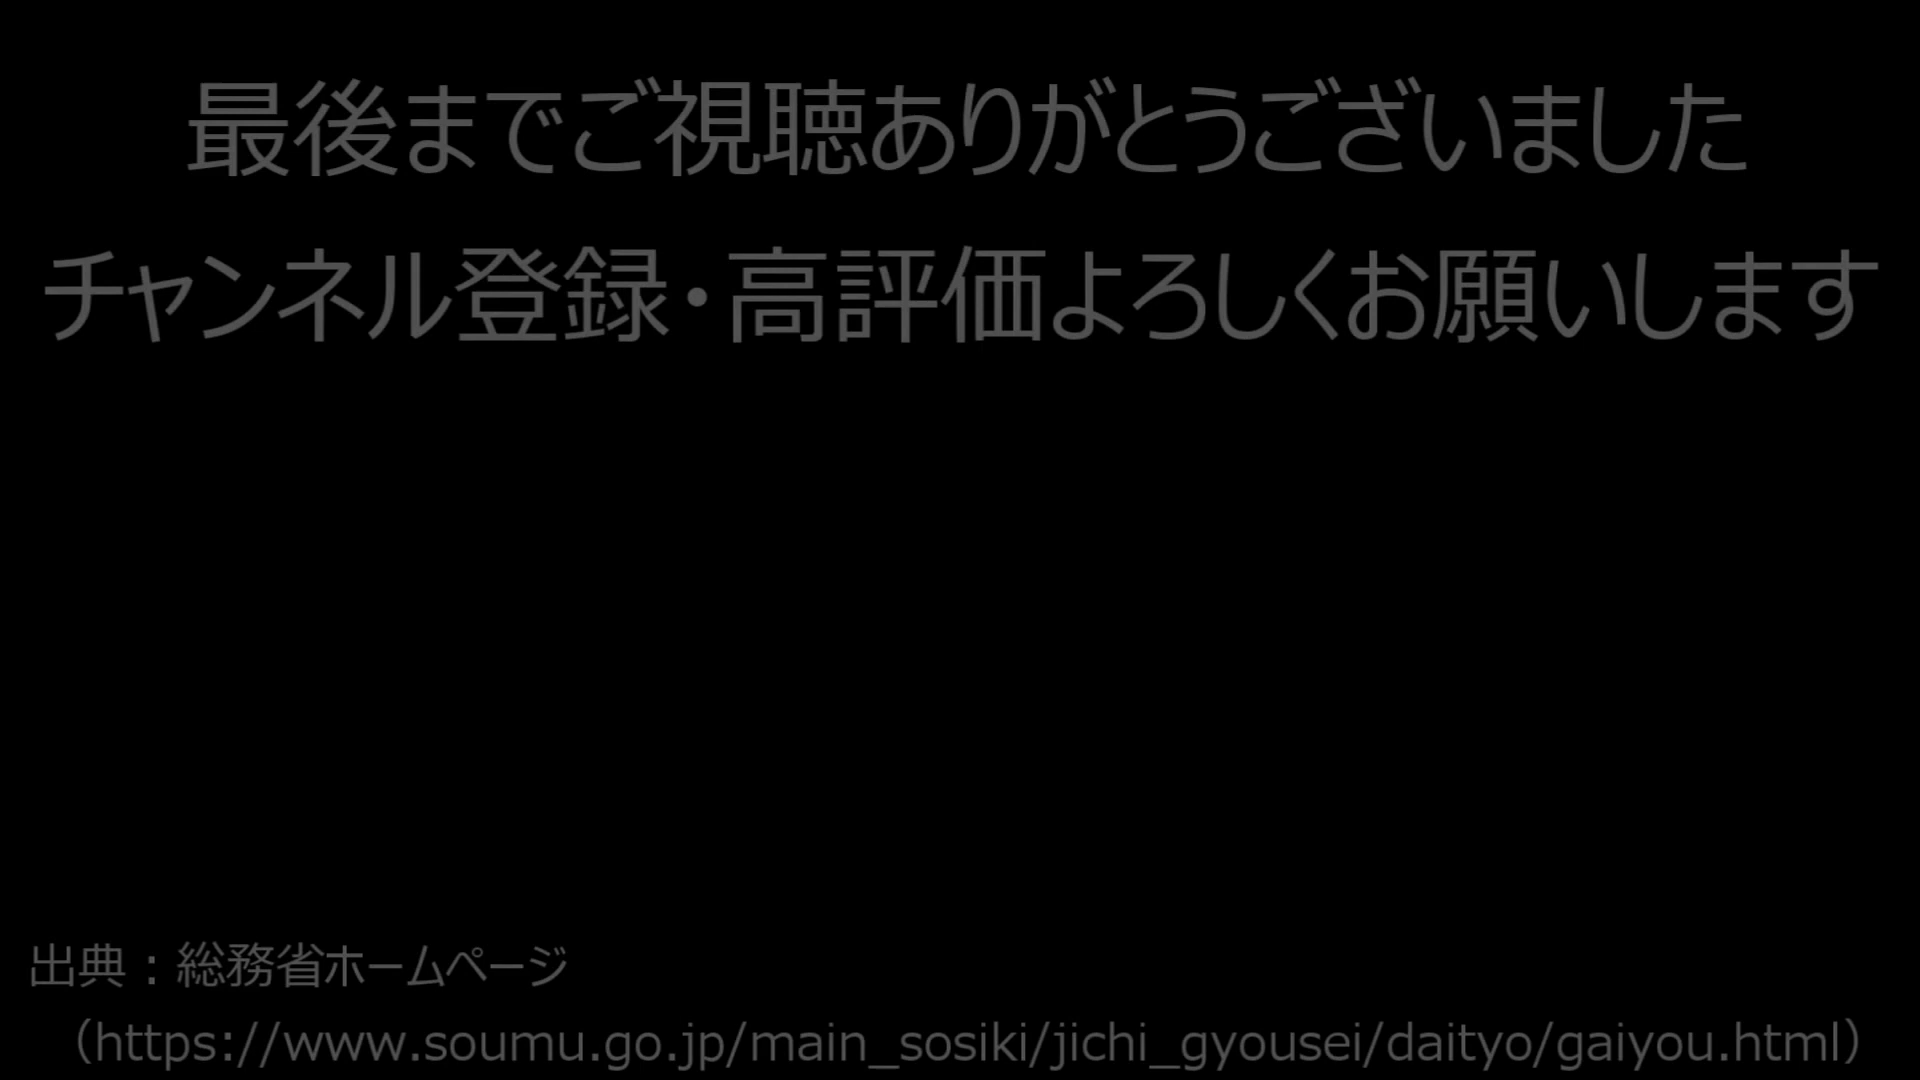 最後までご視聴ありがとうございました
チャンネル登録・高評価よろしくお願いします
出典：総務省ホームページ
（https://www.soumu.go.jp/main_sosiki/jichi_gyousei/daityo/gaiyou.html）